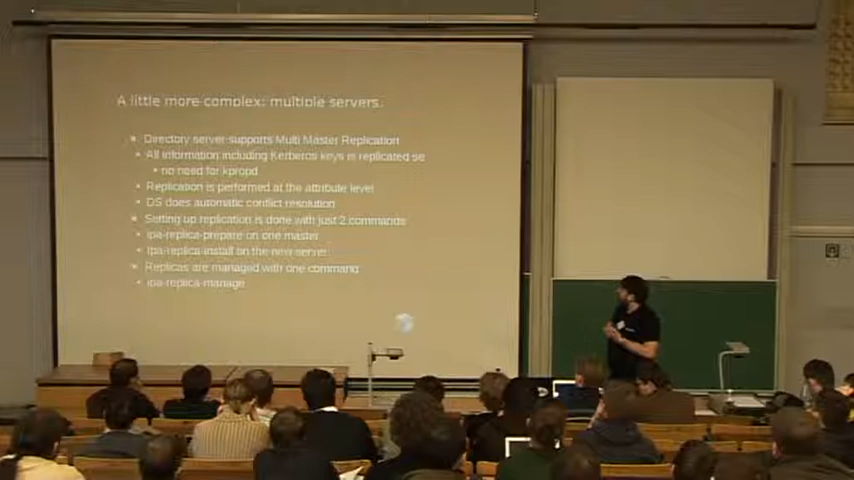 A little more complex: multiple servers.
Directory server supports Multi Master Replication
All information including Kerberos keys is replicated so
no need for kpropd
Replication is performed at the attribute level
DS does automatic conflict resolution
Setting up replication is done with just 2 commands
ipa-replica-prepare on one master
ipa-replica-install on the new server
Replicas are managed with one command
ipa-replica-manage